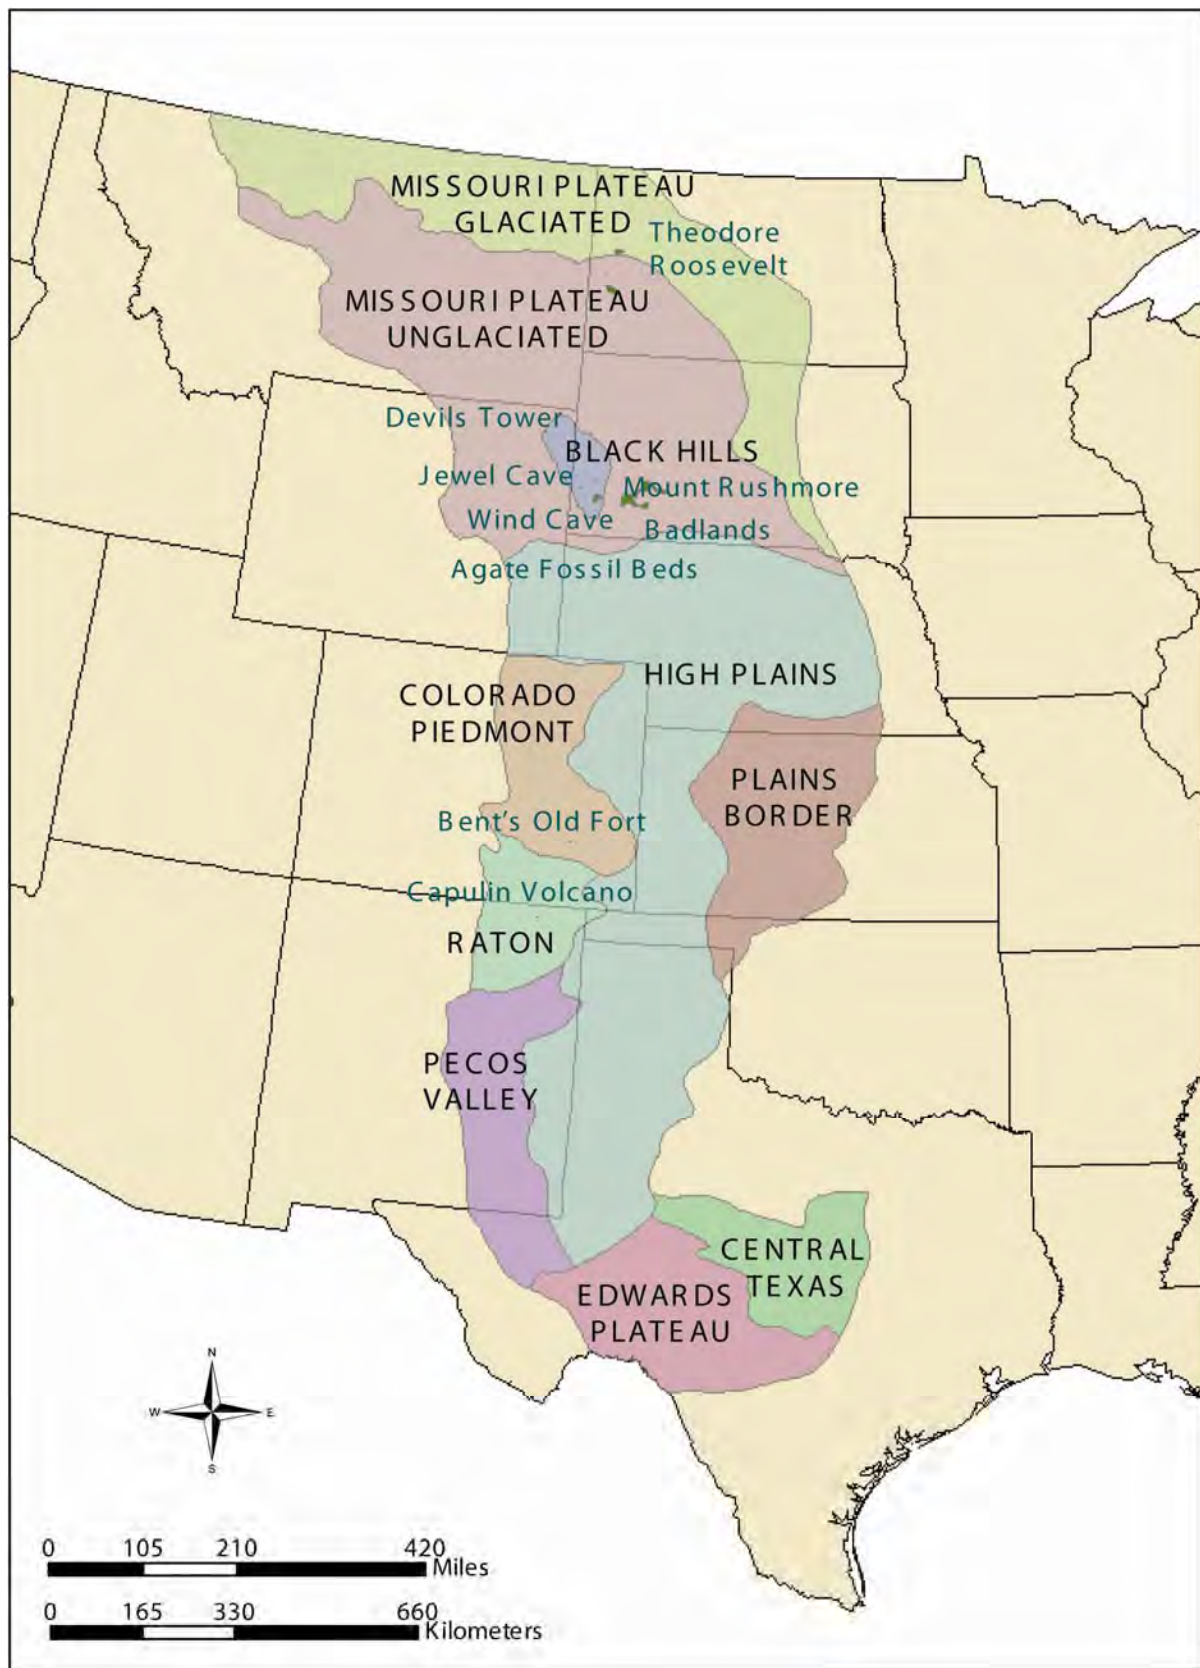 MISSOURI PLATEAU
GLACIATED
Theodore
Roosevelt
MISSOURI PLATEAU
UNGLACIATED
Devils Tower
BLACK HILLS
Jewel Cave
Mount Rushmore
Wind Cave
Badlands
Agate Fossil Beds
HIGH PLAINS
COLORADO
PIEDMONT
PLAINS
BORDER
Bent's Old Fort
Capulin Volcano
RATON
PECOS
VALLEY
CENTRAL
TEXAS
EDWARDS
PLATEAU
N
W E
S
0 105 210 420
Miles
0 165 330 660
Kilometers